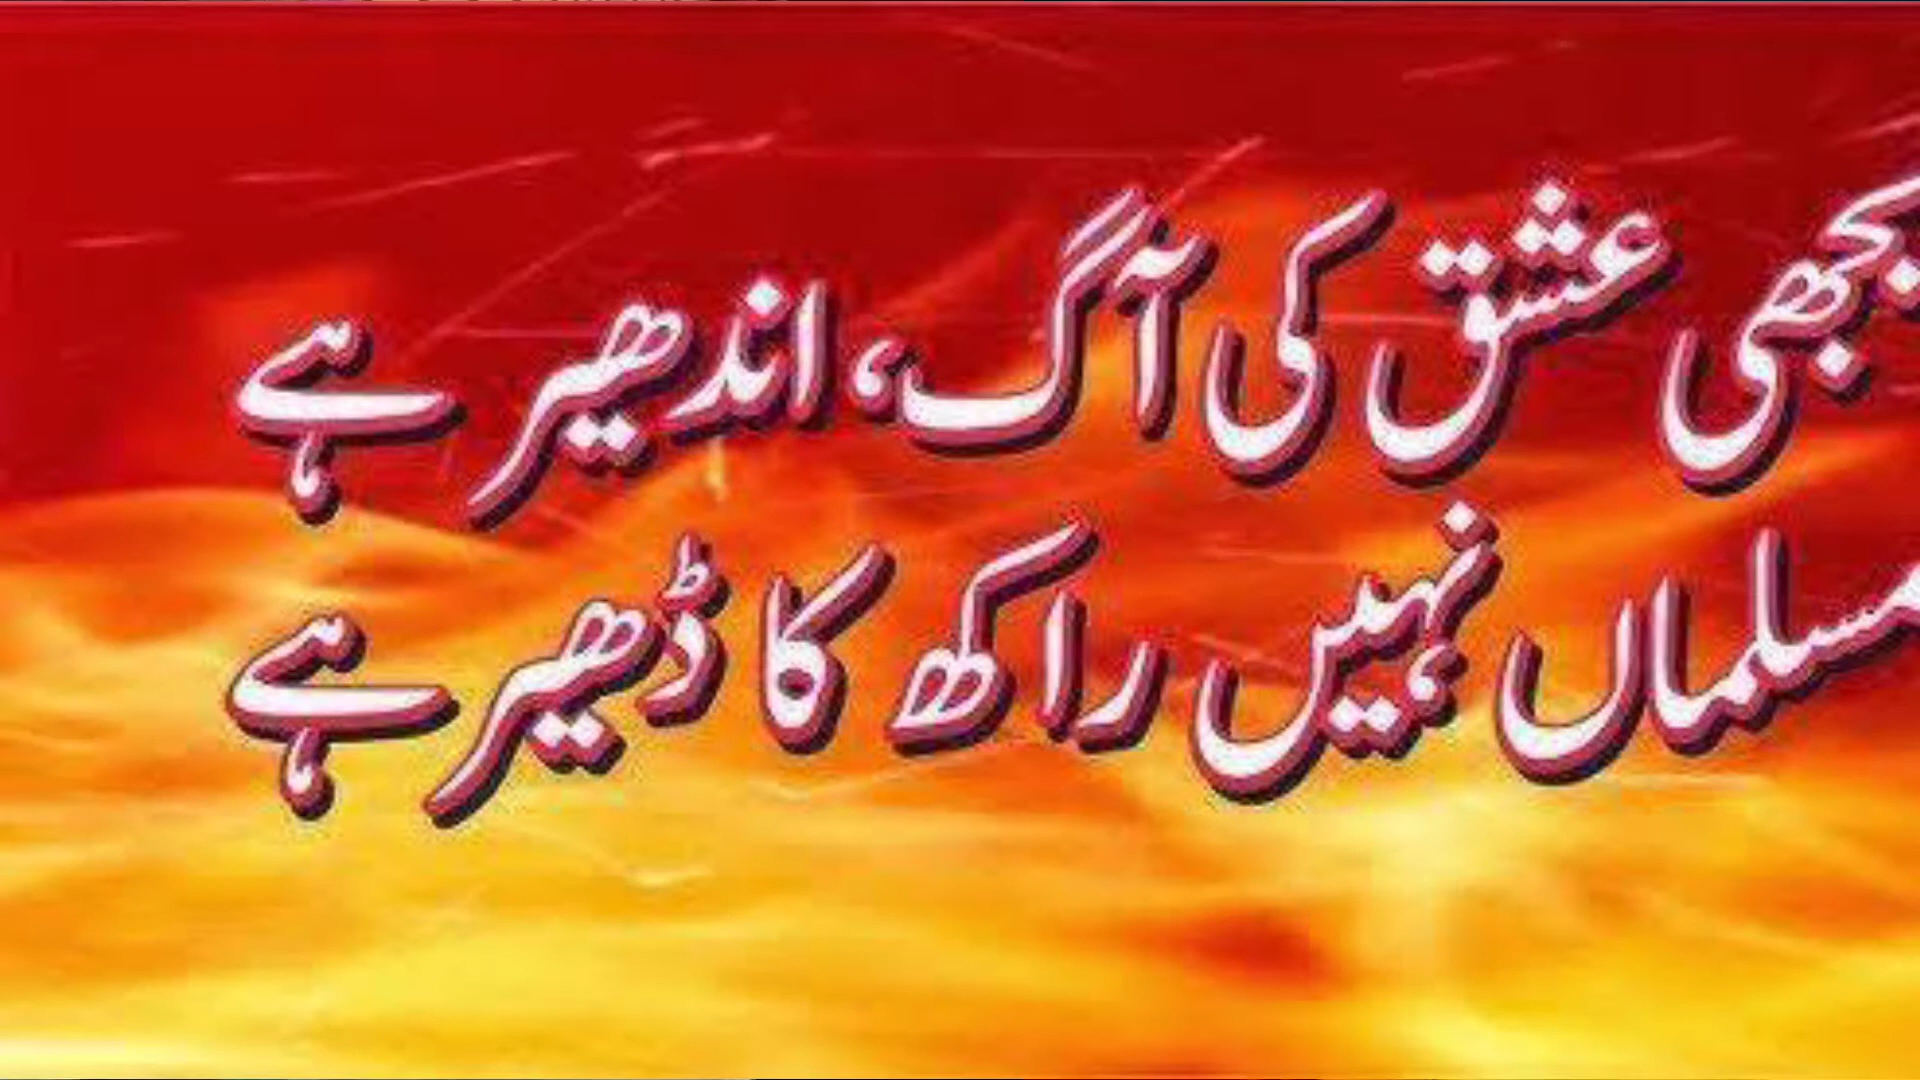 بجھی عشق کی آگ، اندھیر ہے
مسلماں نہیں راکھ کا ڈھیر ہے